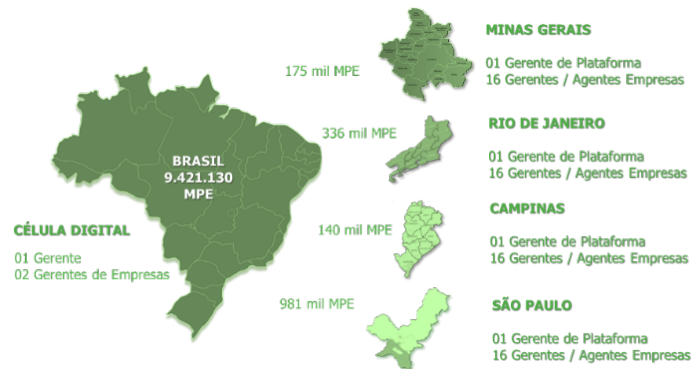 MINAS GERAIS
175 mil MPE
01 Gerente de Plataforma
16 Gerentes / Agentes Empresas
RIO DE JANEIRO
336 mil MPE
01 Gerente de Plataforma
16 Gerentes / Agentes Empresas
BRASIL
9.421.130
MPE
CÉLULA DIGITAL
01 Gerente
02 Gerentes de Empresas
CAMPINAS
140 mil MPE
01 Gerente de Plataforma
16 Gerentes / Agentes Empresas
981 mil MPE
SÃO PAULO
01 Gerente de Plataforma
16 Gerentes / Agentes Empresas